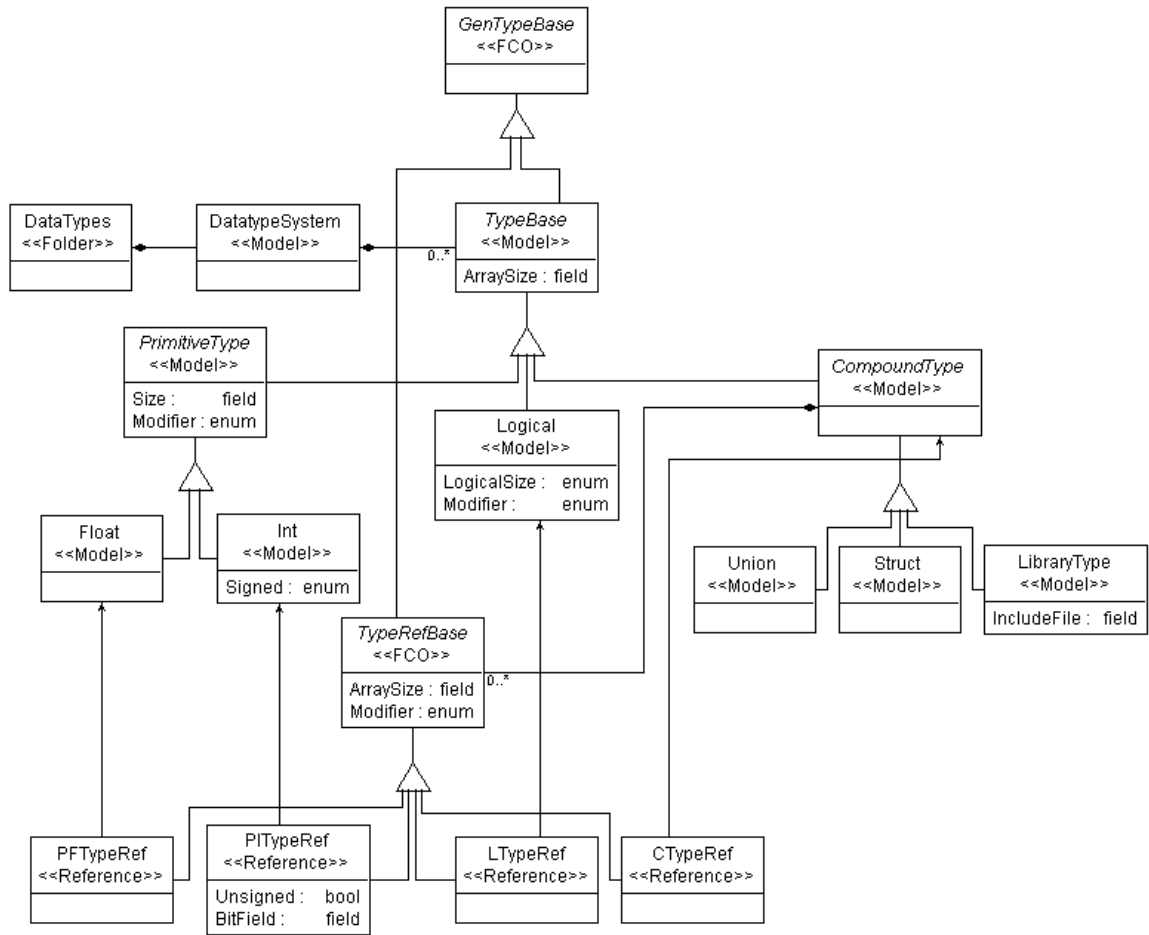 GenTypeBase
<<FCO>>
DataTypes
<<Folder>>
DatatypeSystem
<<Model>>
TypeBase
<<Model>>
ArraySize : field
0..*
PrimitiveType
<<Model>>
Size : field
Modifier : enum
Logical
<<Model>>
LogicalSize : enum
Modifier : enum
CompoundType
<<Model>>
Float
<<Model>>
Int
<<Model>>
Signed : enum
Union
<<Model>>
Struct
<<Model>>
LibraryType
<<Model>>
IncludeFile : field
TypeRefBase
<<FCO>>
ArraySize : field
Modifier : enum
0..*
PFTypeRef
<<Reference>>
PITypeRef
<<Reference>>
Unsigned : bool
BitField : field
LTypeRef
<<Reference>>
CTypeRef
<<Reference>>